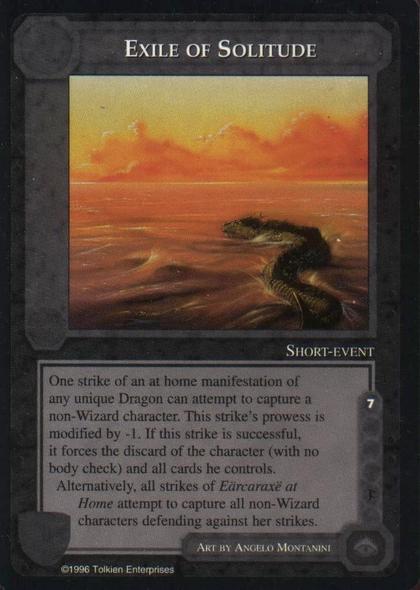 EXILE OF SOLITUDE
SHORT-EVENT
One strike of an at home manifestation of
any unique Dragon can attempt to capture a
non-Wizard character. This strike's prowess is
modified by -1. If this strike is successful,
it forces the discard of the character (with no
body check) and all cards he controls.
Alternatively, all strikes of Eärcaraxë at
Home attempt to capture all non-Wizard
characters defending against her strikes.
7
ART BY ANGELO MONTANINI
©1996 Tolkien Enterprises